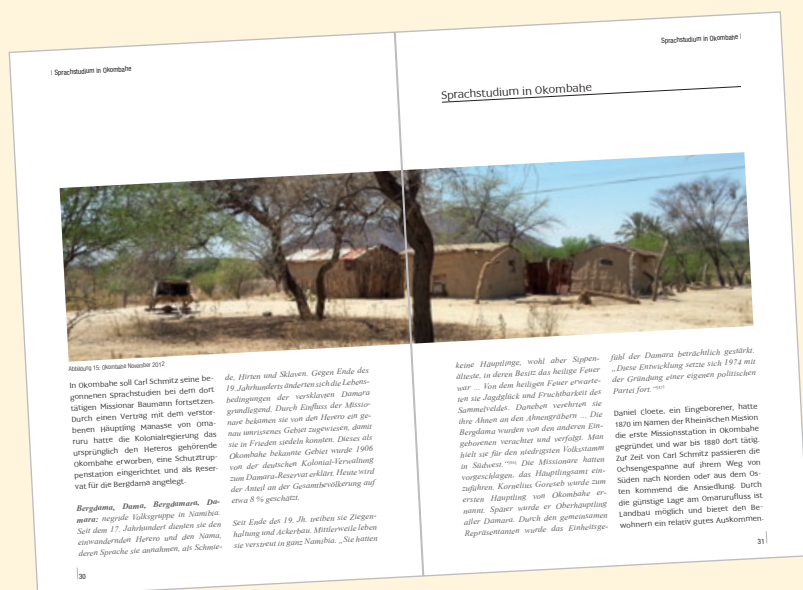 | Sprachstudium in Okombahe
Abbildung 15: Okombahe November 2012
In Okombahe soll Carl Schmitz seine be-
gonnenen Sprachstudien bei dem dort
tätigen Missionar Baumann fortsetzen.
Durch einen Vertrag mit dem verstor-
benen Häuptling Manasse von Oma-
ruru hatte die Kolonialregierung das
ursprünglich den Hereros gehörende
Okombahe erworben, eine Schutztrup-
penstation eingerichtet und als Reser-
vat für die Bergdama angelegt.
Bergdama, Dama, Bergdamara, Da-
mara: negride Volksgruppe in Namibia.
Seit dem 17. Jahrhundert dienten sie den
einwandernden Herero und den Nama,
deren Sprache sie annahmen, als Schmie-
de, Hirten und Sklaven. Gegen Ende des
19. Jahrhunderts änderten sich die Lebens-
bedingungen der versklavten Damara
grundlegend. Durch Einfluss der Missio-
nare bekamen sie von den Herero ein ge-
nau umrissenes Gebiet zugewiesen, damit
sie in Frieden siedeln konnten. Dieses als
Okombahe bekannte Gebiet wurde 1906
von der deutschen Kolonial-Verwaltung
zum Damara-Reservat erklärt. Heute wird
der Anteil an der Gesamtbevölkerung auf
etwa 8 % geschätzt.
Seit Ende des 19. Jh. treiben sie Ziegen-
haltung und Ackerbau. Mittlerweile leben
sie verstreut in ganz Namibia. „Sie hatten
30
Sprachstudium in Okombahe |
Sprachstudium in Okombahe
keine Häuptlinge, wohl aber Sippen-
älteste, in deren Besitz das heilige Feuer
war ... Von dem heiligen Feuer erwarte-
ten sie Jagdglück und Fruchtbarkeit des
Sammelveldes. Daneben verehrten sie
ihre Ahnen an den Ahnengräbern ... Die
Bergdama wurden von den anderen Ein-
geborenen verachtet und verfolgt. Man
hielt sie für den niedrigsten Volksstamm
in Südwest." Die Missionare hatten
vorgeschlagen, das Häuptlingsamt ein-
zuführen. Kornelius Goreseb wurde zum
ersten Häuptling von Okombahe er-
nannt. Später wurde er Oberhäuptling
aller Damara. Durch den gemeinsamen
Repräsentanten wurde das Einheitsge-
fühl der Damara beträchtlich gestärkt.
„Diese Entwicklung setzte sich 1974 mit
der Gründung einer eigenen politischen
Partei fort."
Daniel Cloete, ein Eingeborener, hatte
1870 im Namen der Rheinischen Mission
die erste Missionsstation in Okombahe
gegründet und war bis 1880 dort tätig.
Zur Zeit von Carl Schmitz passieren die
Ochsengespanne auf ihrem Weg von
Süden nach Norden oder aus dem Os-
ten kommend die Ansiedlung. Durch
die günstige Lage am Omarurufluss ist
Landbau möglich und bietet den Be-
wohnern ein relativ gutes Auskommen.
31